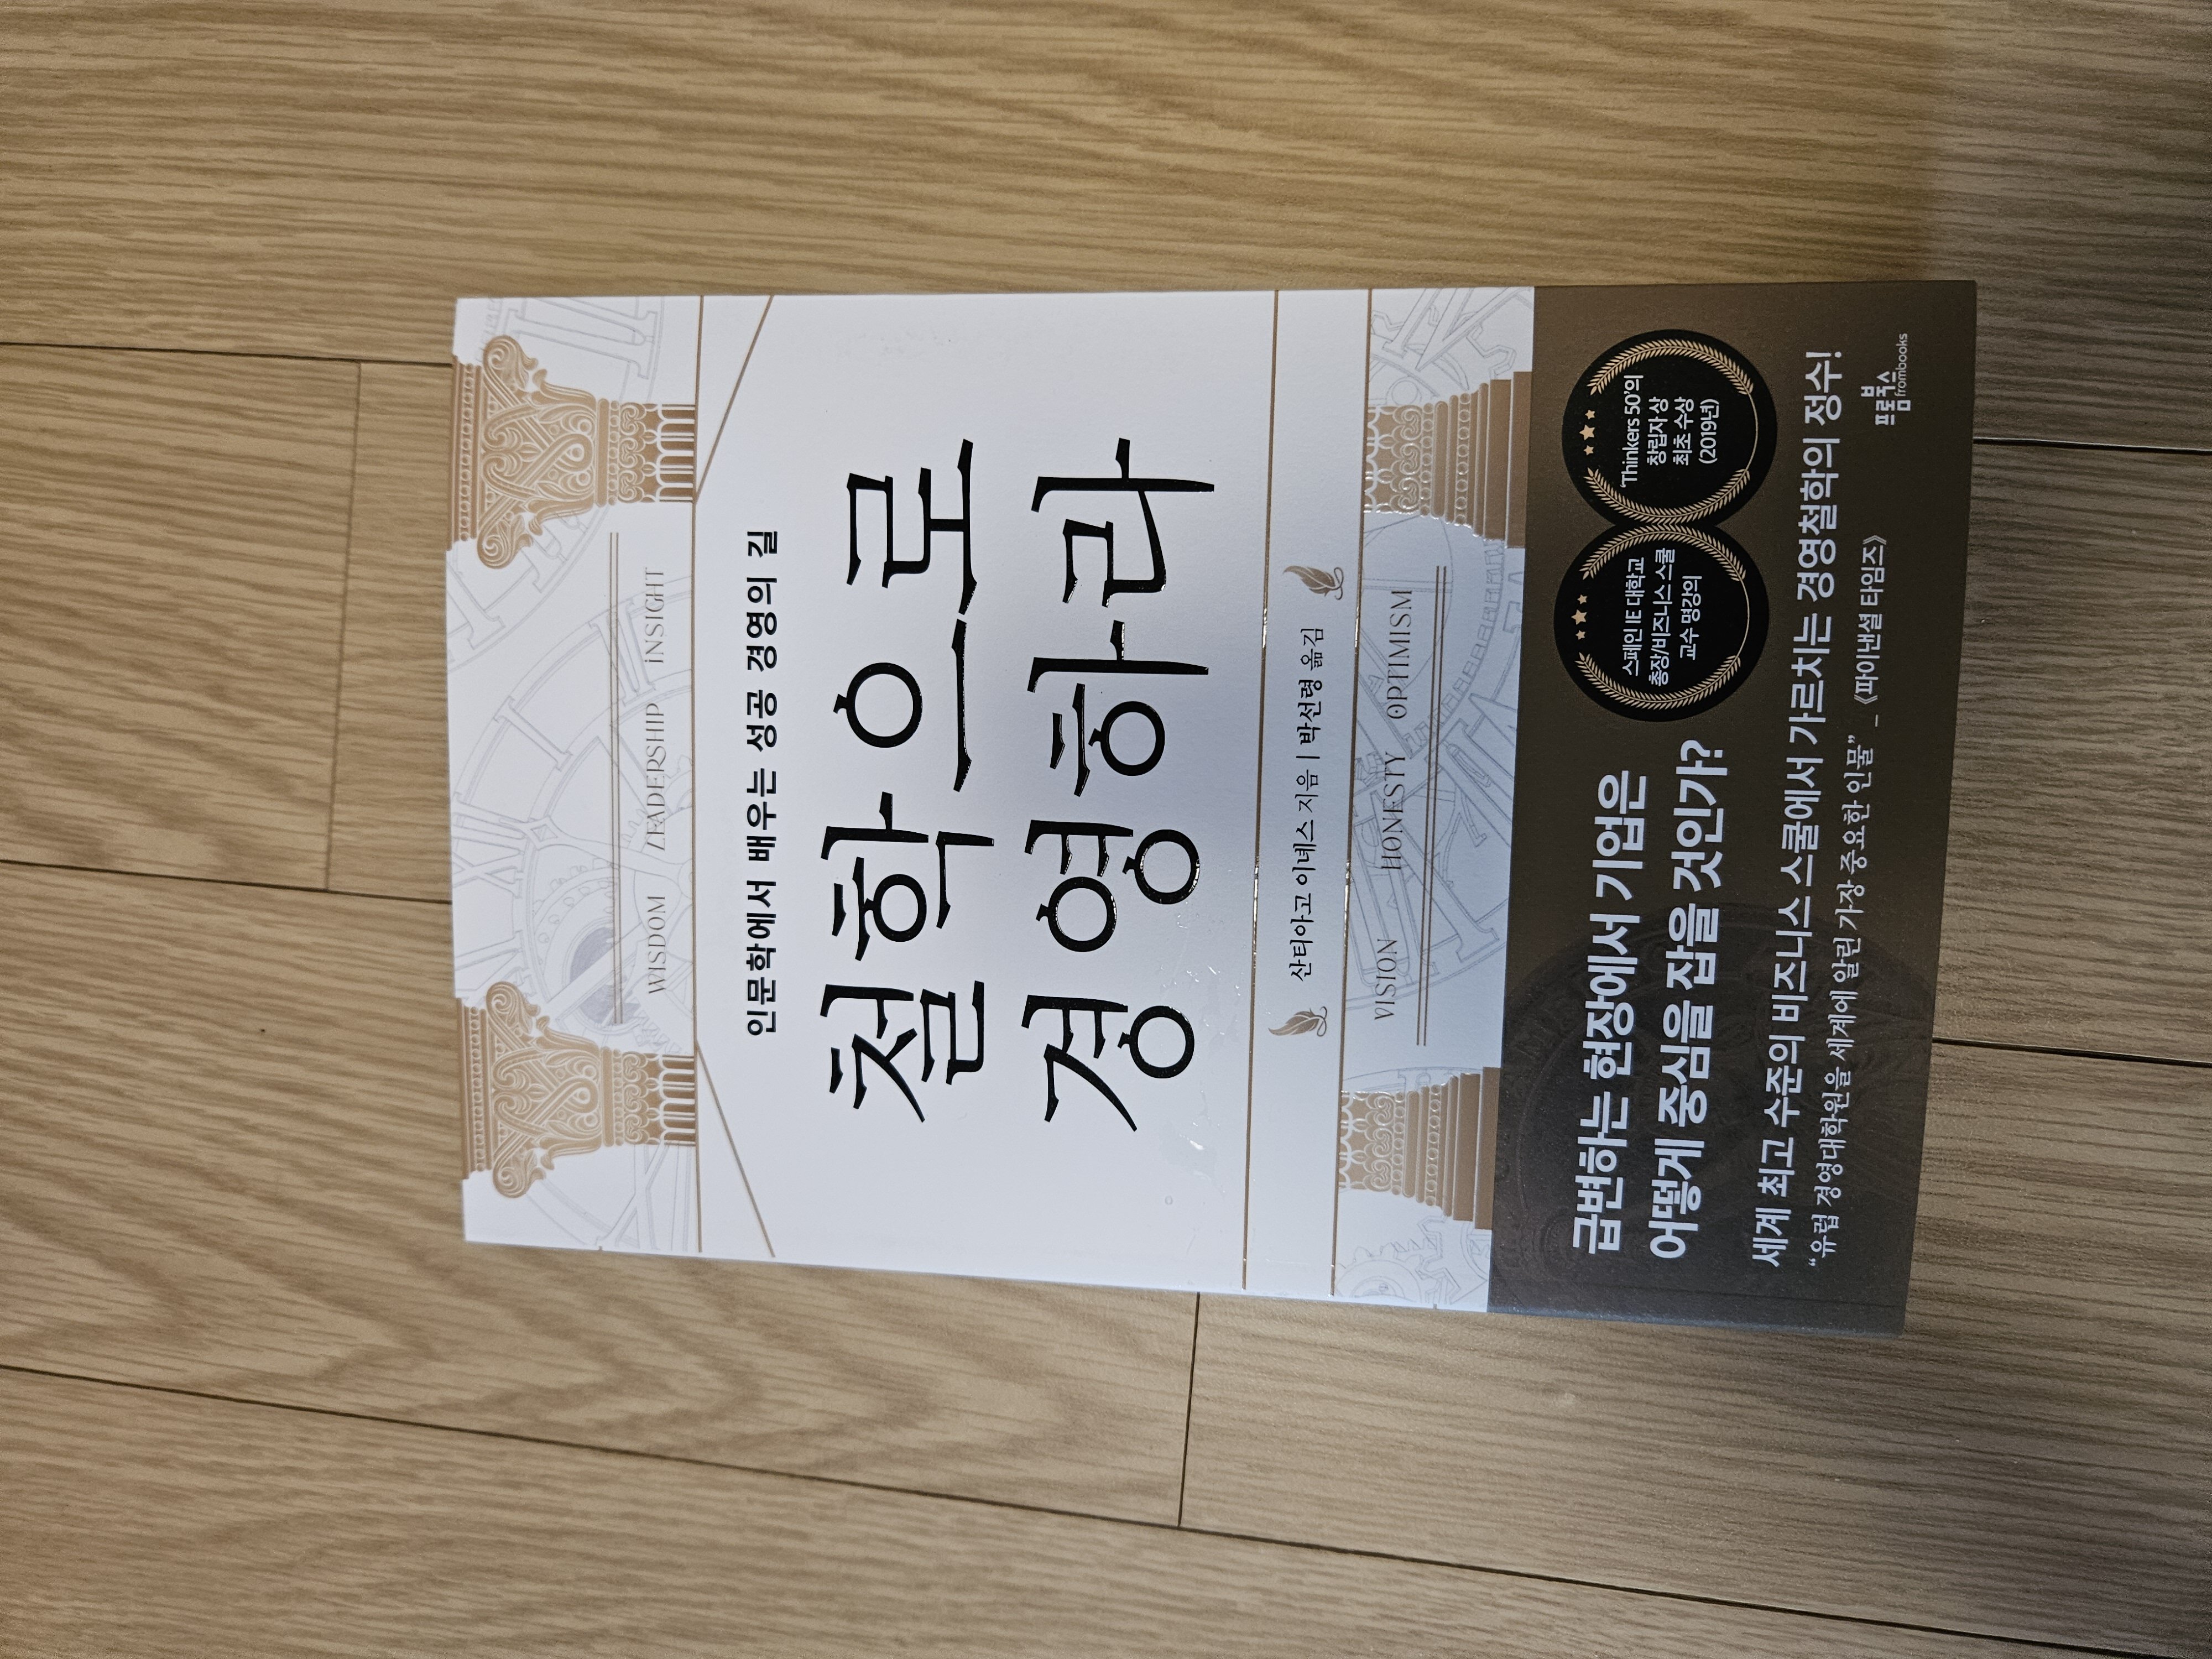 WISDOM LEADERSHIP INSIGHT
인문학에서 배우는 성공 경영의 길
철학으로
경영하라
산티아고 이녜스 지음 | 박선령 옮김
VISION HONESTY OPTIMISM
급변하는 현장에서 기업은
어떻게 중심을 잡을 것인가?
스페인 IE 대학교
총장/비즈니스 스쿨
교수 명강의
'Thinkers 50'의
창립자 상
최초 수상
(2019년)
세계 최고 수준의 비즈니스 스쿨에서 가르치는 경영철학의 정수!
“유럽 경영대학원을 세계에 알린 가장 중요한 인물” _《파이낸셜 타임즈》
프롬북스
frombooks